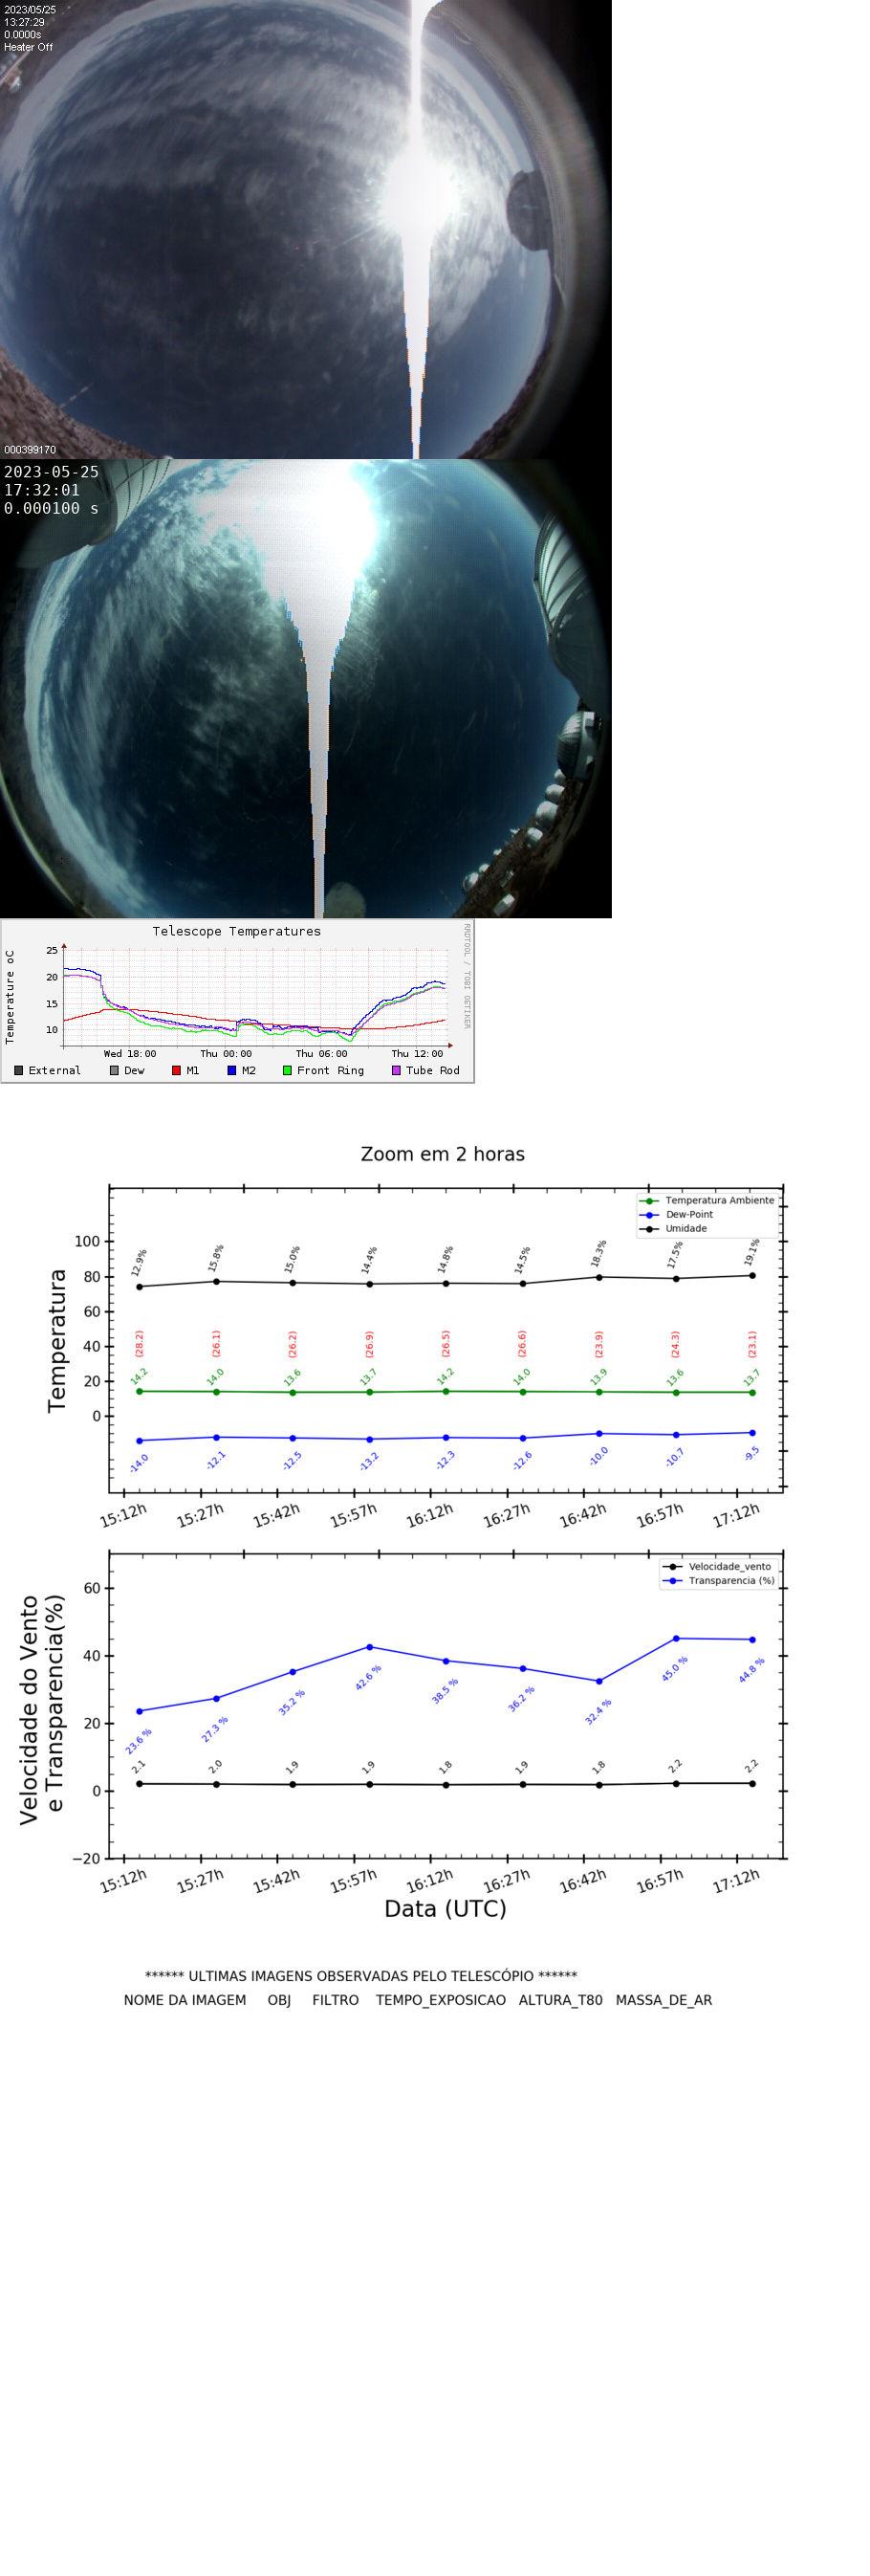 2023/05/25
13:27:29
0.0000s
Heater Off
000399170
2023-05-25
17:32:01
0.000100 s
Telescope Temperatures
RRDTOOL / TOBI OETIKER
Temperature oC
25
20
15
10
Wed 18:00 Thu 00:00 Thu 06:00 Thu 12:00
External Dew M1 M2 Front Ring Tube Rod
Zoom em 2 horas
Temperatura Ambiente
Dew-Point
Umidade
Temperatura
100
80
60
40
20
0
12.9% 15.8% 15.0% 14.4% 14.8% 14.5% 18.3% 17.5% 19.1%
(28.2) (26.1) (26.2) (26.9) (26.5) (26.6) (23.9) (24.3) (23.1)
14.2 14.0 13.6 13.7 14.2 14.0 13.9 13.6 13.7
-14.0 -12.1 -12.5 -13.2 -12.3 -12.6 -10.0 -10.7 -9.5
15:12h 15:27h 15:42h 15:57h 16:12h 16:27h 16:42h 16:57h 17:12h
Velocidade_vento
Transparencia (%)
Velocidade do Vento
e Transparencia(%)
60
40
20
0
−20
23.6 % 27.3 % 35.2 % 42.6 % 38.5 % 36.2 % 32.4 % 45.0 % 44.8 %
2.1 2.0 1.9 1.9 1.8 1.9 1.8 2.2 2.2
15:12h 15:27h 15:42h 15:57h 16:12h 16:27h 16:42h 16:57h 17:12h
Data (UTC)
****** ULTIMAS IMAGENS OBSERVADAS PELO TELESCÓPIO ******
NOME DA IMAGEM OBJ FILTRO TEMPO_EXPOSICAO ALTURA_T80 MASSA_DE_AR